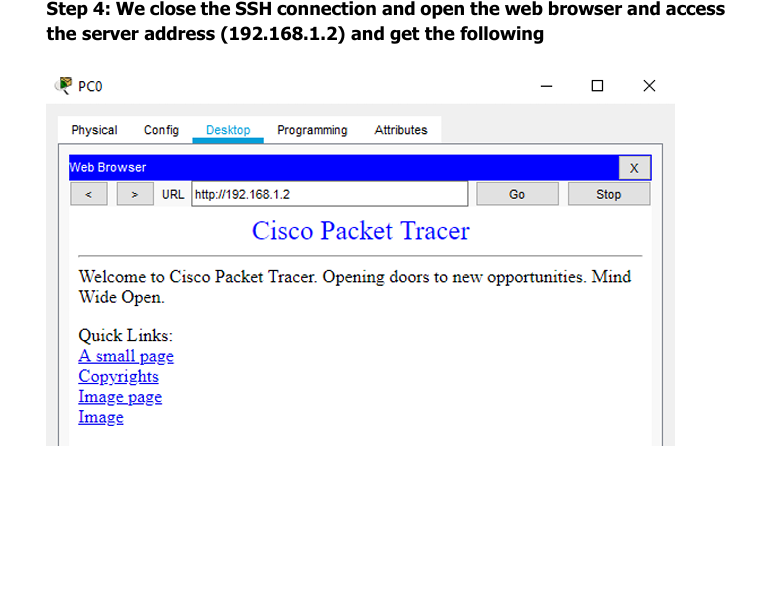 Step 4: We close the SSH connection and open the web browser and access
the server address (192.168.1.2) and get the following
PC0
Physical Config Desktop Programming Attributes
Web Browser X
< > URL http://192.168.1.2 Go Stop
Cisco Packet Tracer
Welcome to Cisco Packet Tracer. Opening doors to new opportunities. Mind
Wide Open.
Quick Links:
A small page
Copyrights
Image page
Image